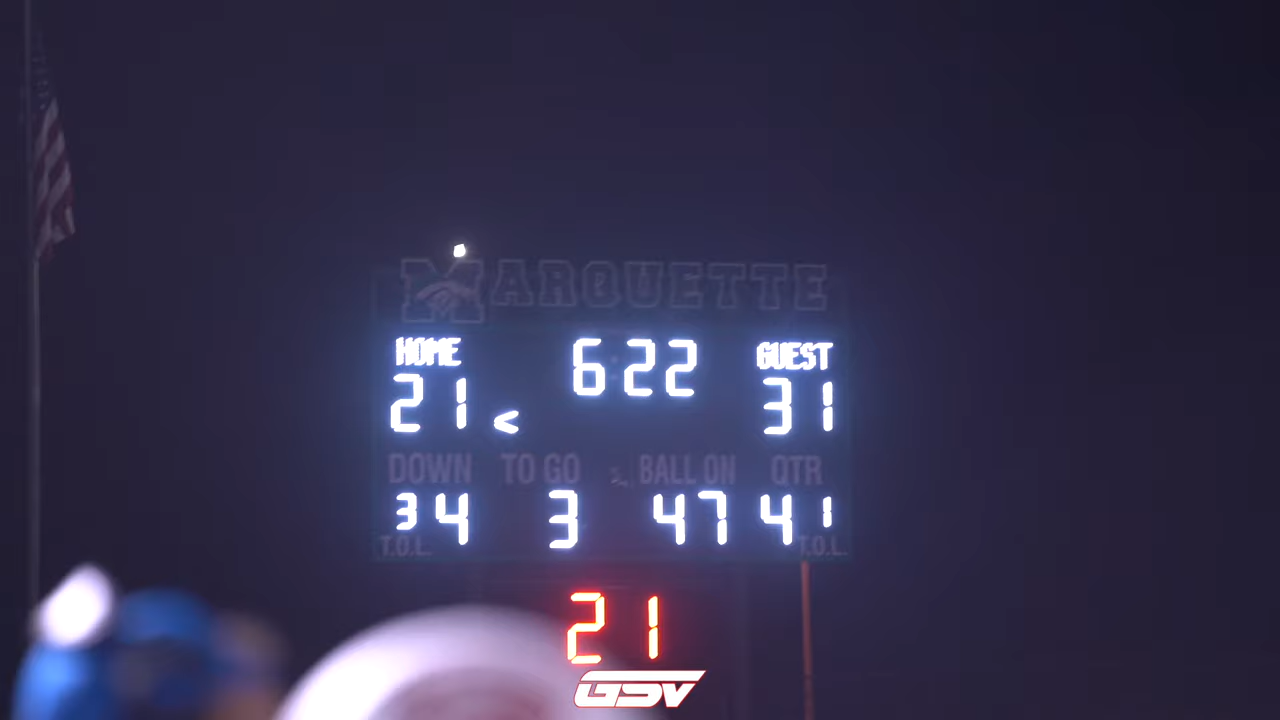 MARQUETTE
HOME 6:22 GUEST
21 < 31
DOWN TO GO BALL ON QTR
3 4 3 47 4 1
T.O.L. T.O.L.
21
GSV